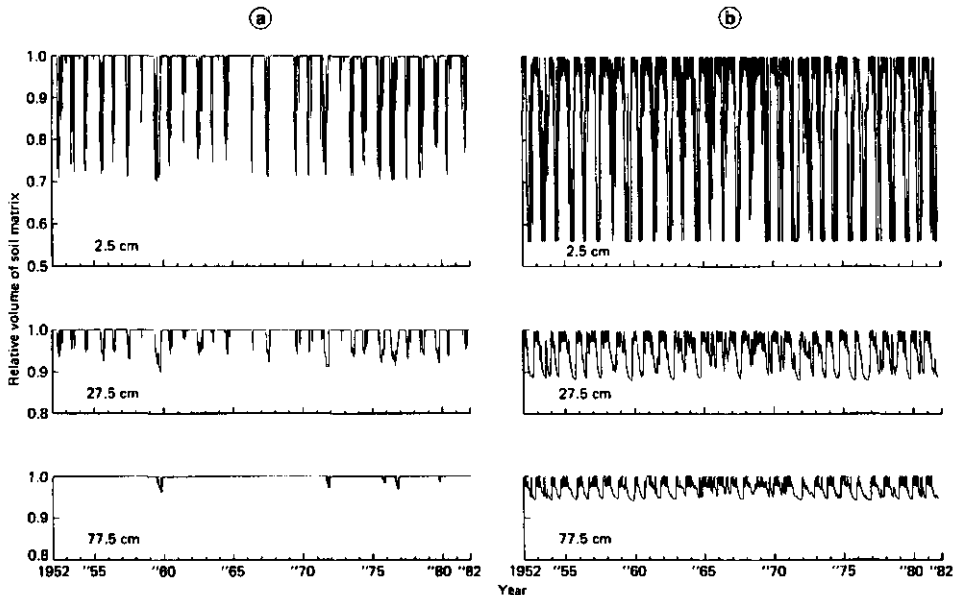 a
b
Relative volume of soil matrix
1.0
0.9
0.8
0.7
0.6
0.5
2.5 cm
2.5 cm
1.0
0.9
0.8
27.5 cm
27.5 cm
1.0
0.9
0.8
77.5 cm
77.5 cm
1952 "55 "60 "65 "70 "75 "80 "82
1952 "55 "60 "65 "70 "75 "80 "82
Year